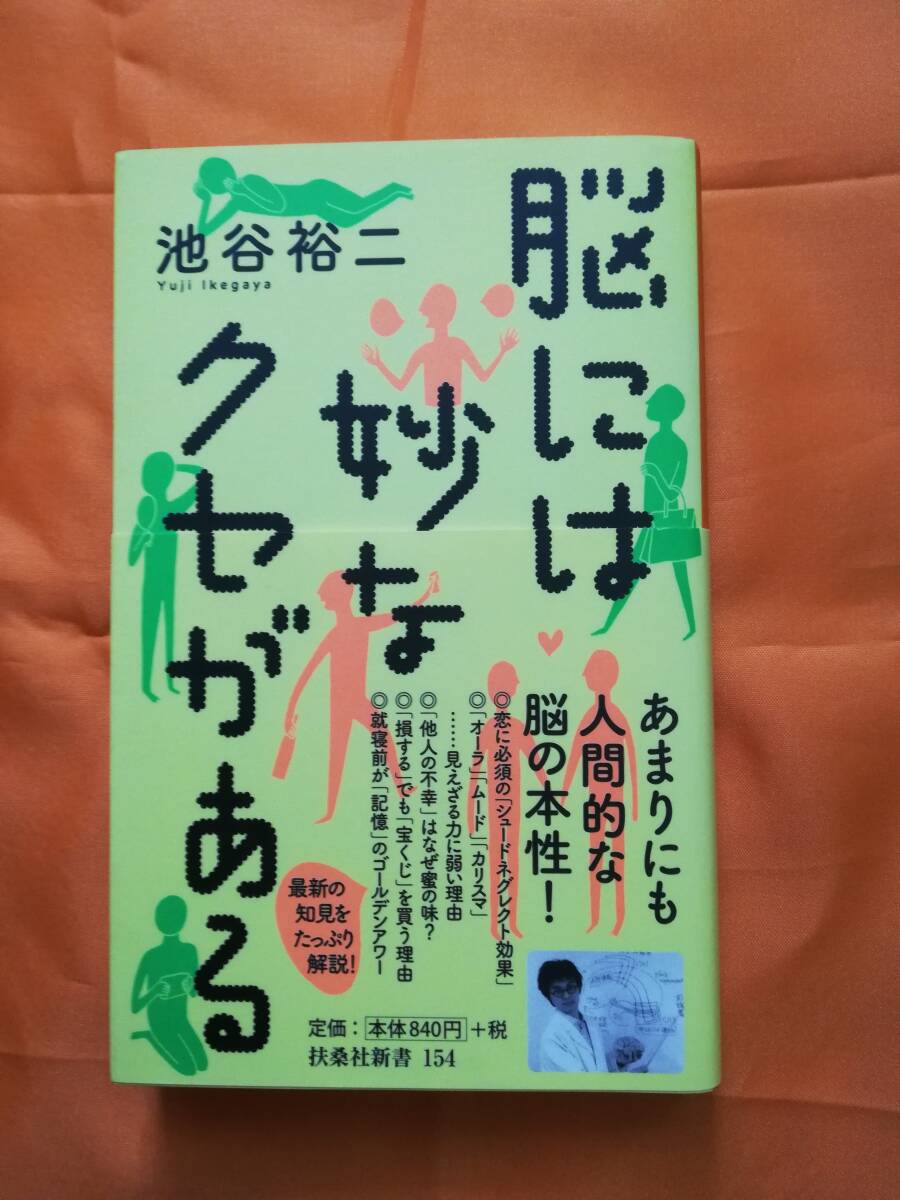 脳には
妙な
クセがある
池谷裕二
Yuji Ikegaya
あまりにも
人間的な
脳の本性！
◎恋に必須の「シュードネグレクト効果」
◎「オーラ」「ムード」「カリスマ」
……見えざる力に弱い理由
◎「他人の不幸」はなぜ蜜の味？
◎「損する」でも「宝くじ」を買う理由
◎就寝前が「記憶」のゴールデンアワー
最新の
知見を
たっぷり
解説！
定価：本体840円＋税
扶桑社新書 154